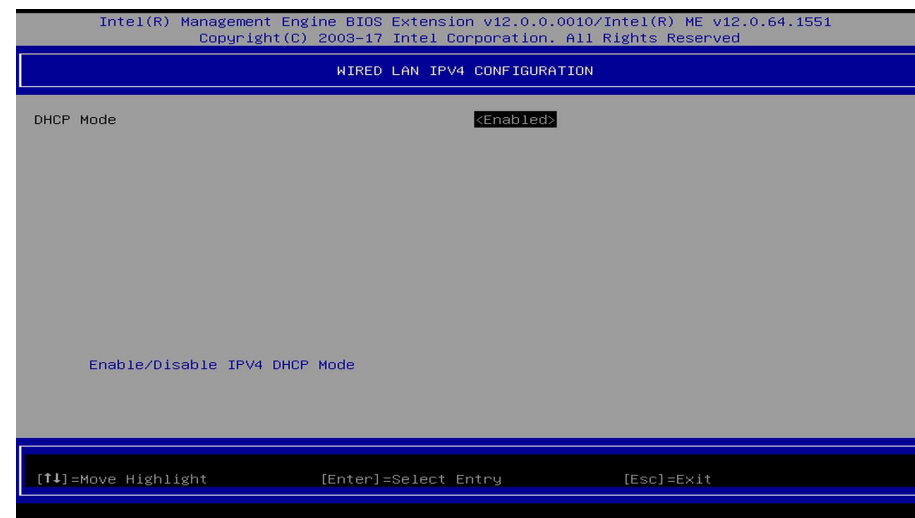 Intel(R) Management Engine BIOS Extension v12.0.0.0010/Intel(R) ME v12.0.64.1551
Copyright(C) 2003-17 Intel Corporation. All Rights Reserved
WIRED LAN IPV4 CONFIGURATION
DHCP Mode <Enabled>
Enable/Disable IPV4 DHCP Mode
[↑↓]=Move Highlight [Enter]=Select Entry [Esc]=Exit